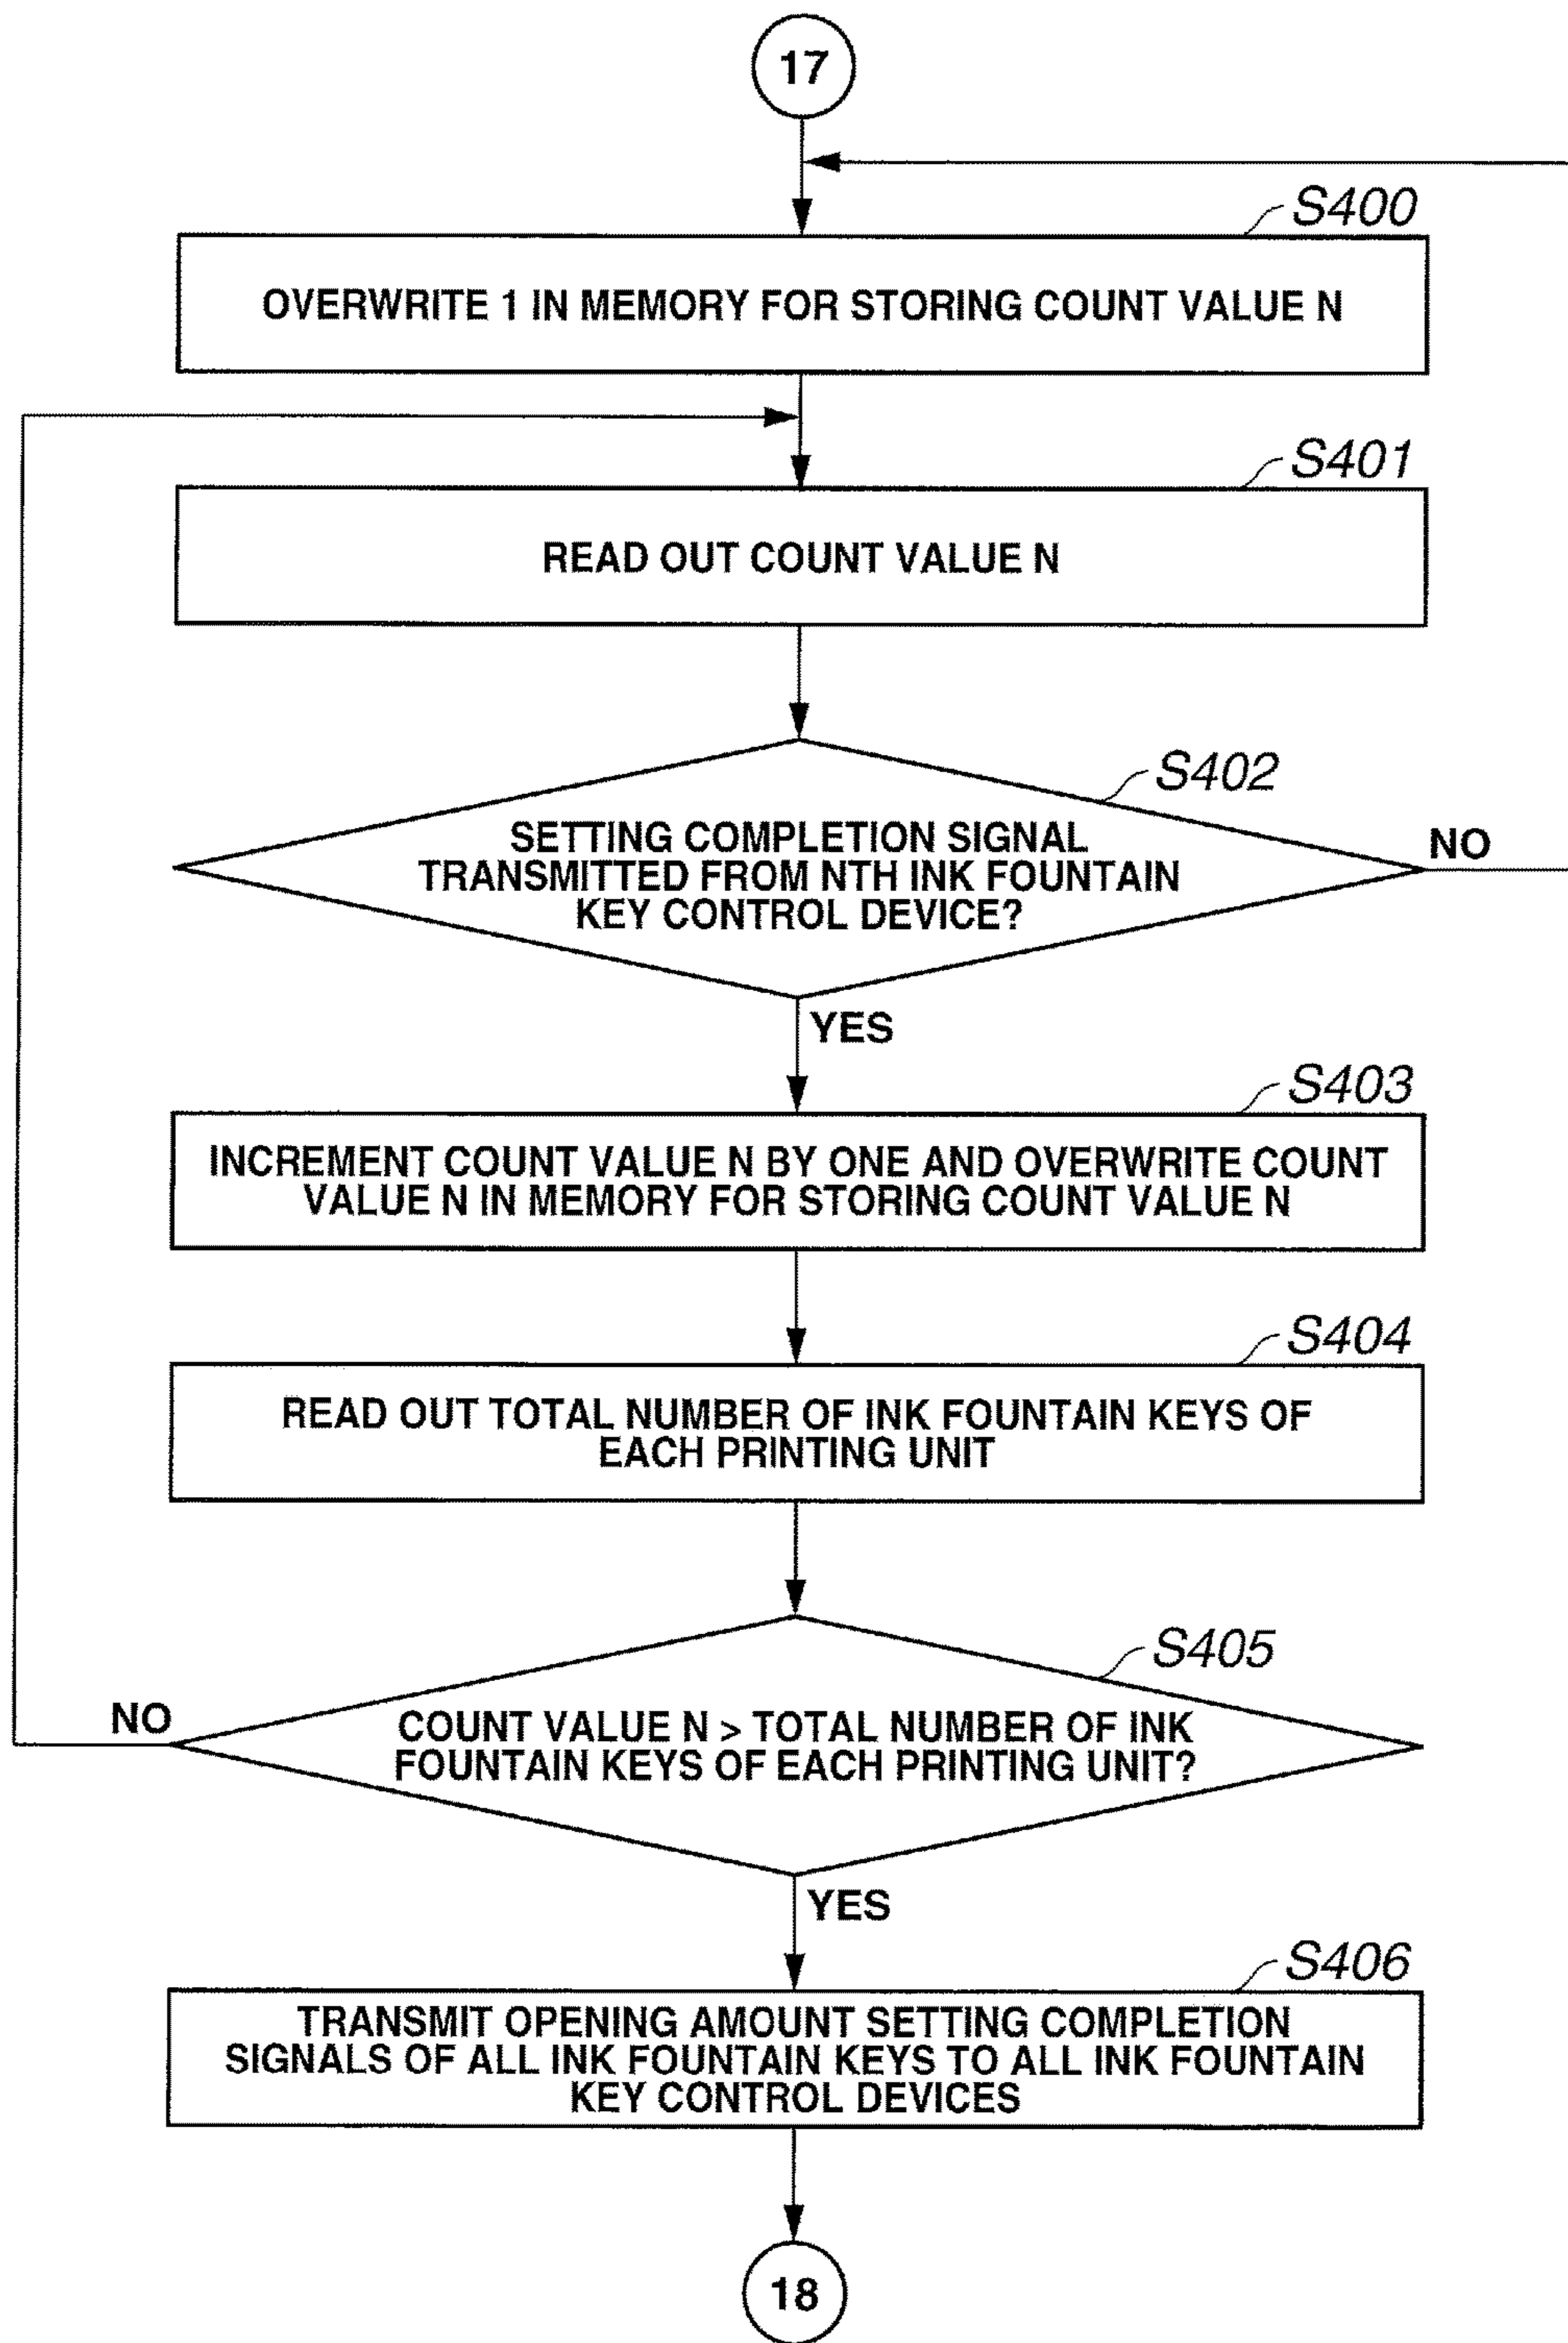 17
S400
OVERWRITE 1 IN MEMORY FOR STORING COUNT VALUE N
S401
READ OUT COUNT VALUE N
S402
SETTING COMPLETION SIGNAL
TRANSMITTED FROM NTH INK FOUNTAIN
KEY CONTROL DEVICE?
NO
YES
S403
INCREMENT COUNT VALUE N BY ONE AND OVERWRITE COUNT
VALUE N IN MEMORY FOR STORING COUNT VALUE N
S404
READ OUT TOTAL NUMBER OF INK FOUNTAIN KEYS OF
EACH PRINTING UNIT
S405
NO
COUNT VALUE N > TOTAL NUMBER OF INK
FOUNTAIN KEYS OF EACH PRINTING UNIT?
YES
S406
TRANSMIT OPENING AMOUNT SETTING COMPLETION
SIGNALS OF ALL INK FOUNTAIN KEYS TO ALL INK FOUNTAIN
KEY CONTROL DEVICES
18